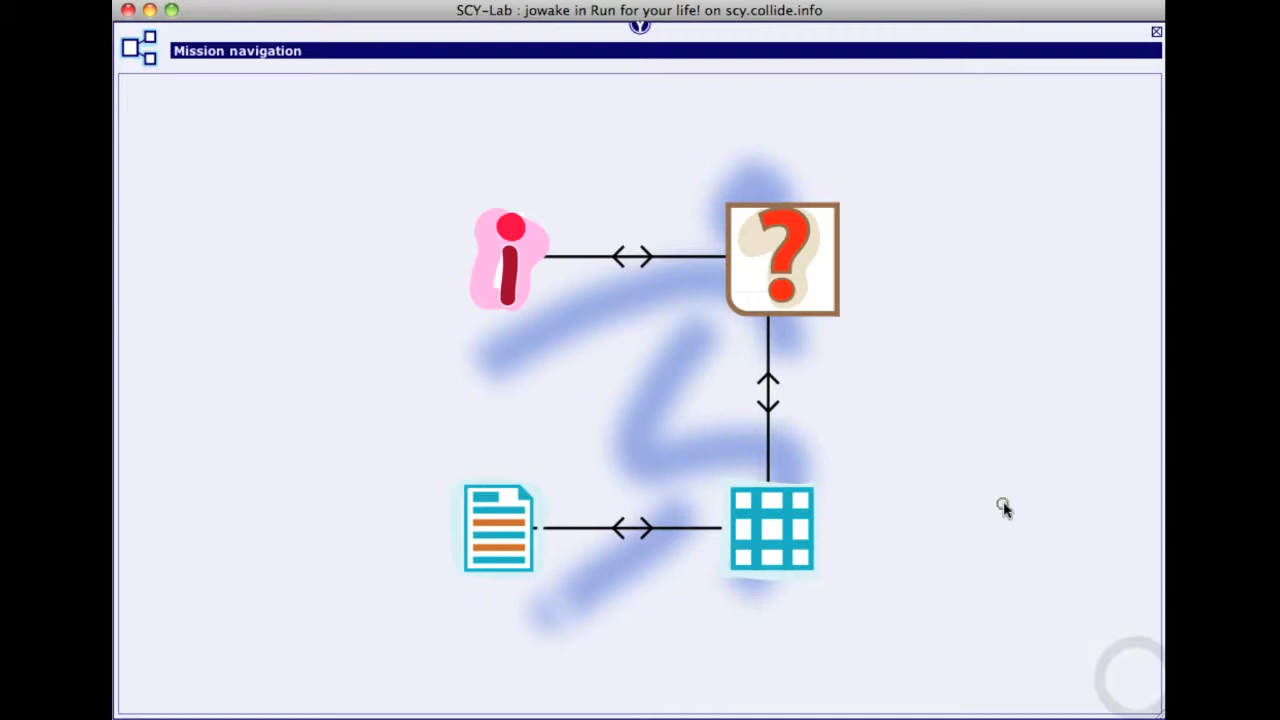 SCY-Lab : jowake in Run for your life! on scy.collide.info
Y
Mission navigation
i
?